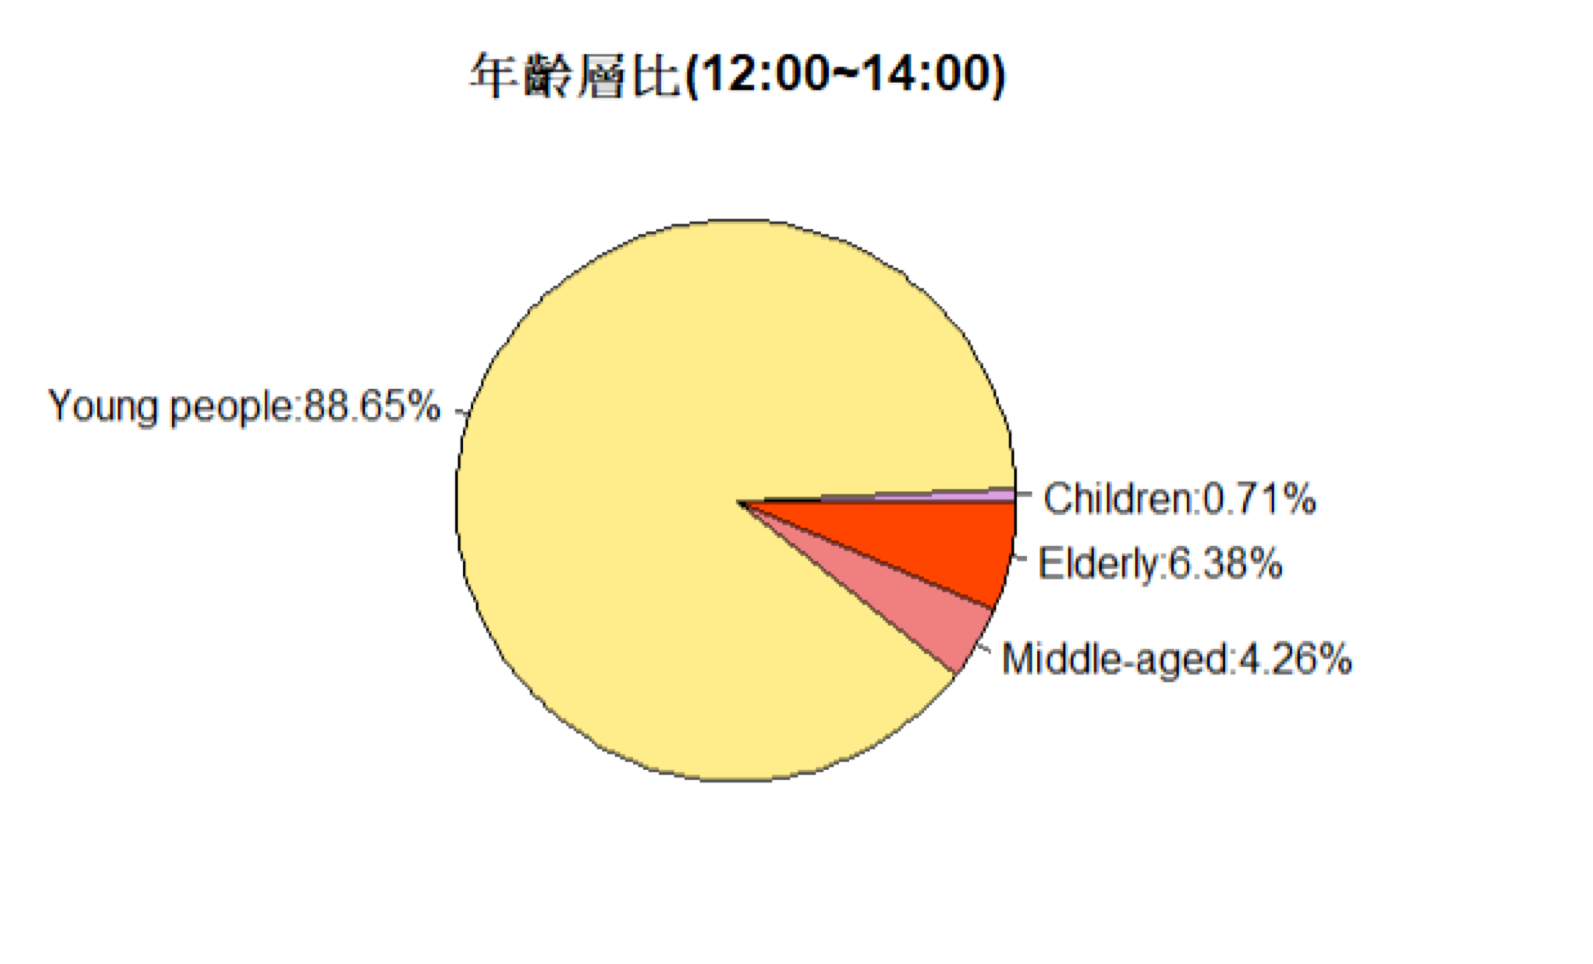 年齡層比(12:00~14:00)
Young people:88.65%
Children:0.71%
Elderly:6.38%
Middle-aged:4.26%